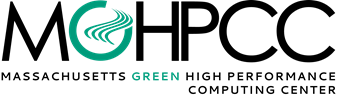 MGHPCC
MASSACHUSETTS GREEN HIGH PERFORMANCE
COMPUTING CENTER